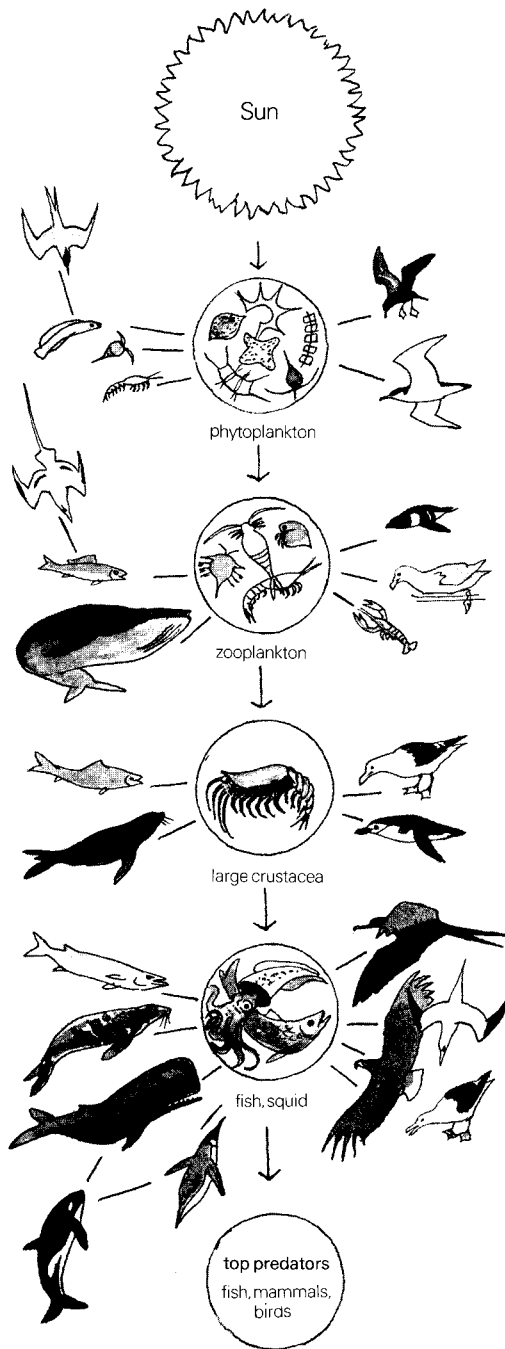 Sun
phytoplankton
zooplankton
large crustacea
fish, squid
top predators
fish, mammals,
birds